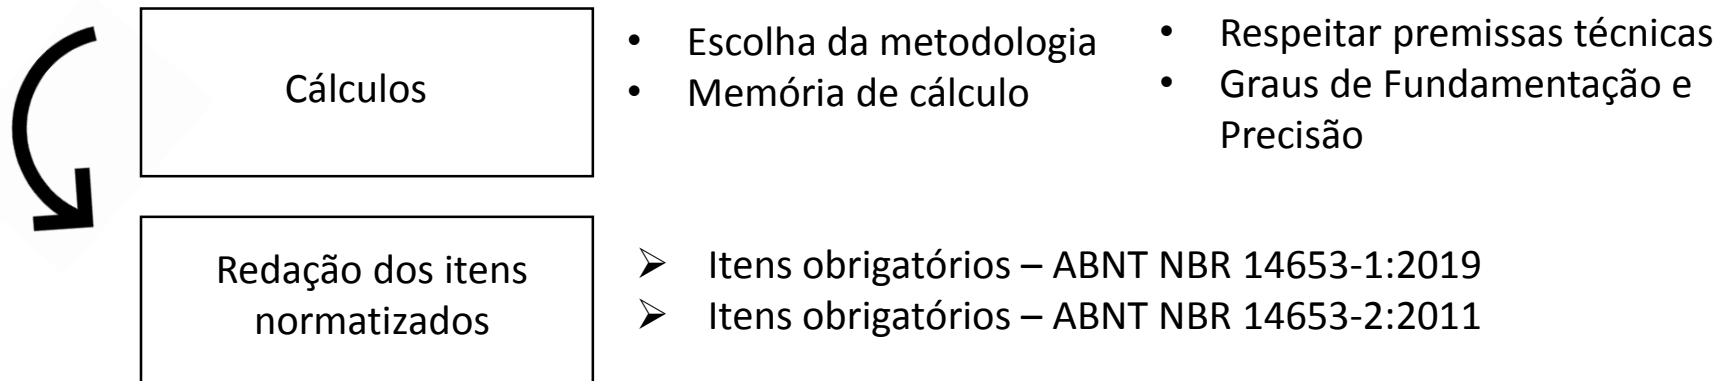 Cálculos
• Escolha da metodologia
• Memória de cálculo
• Respeitar premissas técnicas
• Graus de Fundamentação e
Precisão
Redação dos itens
normatizados
➢ Itens obrigatórios – ABNT NBR 14653-1:2019
➢ Itens obrigatórios – ABNT NBR 14653-2:2011